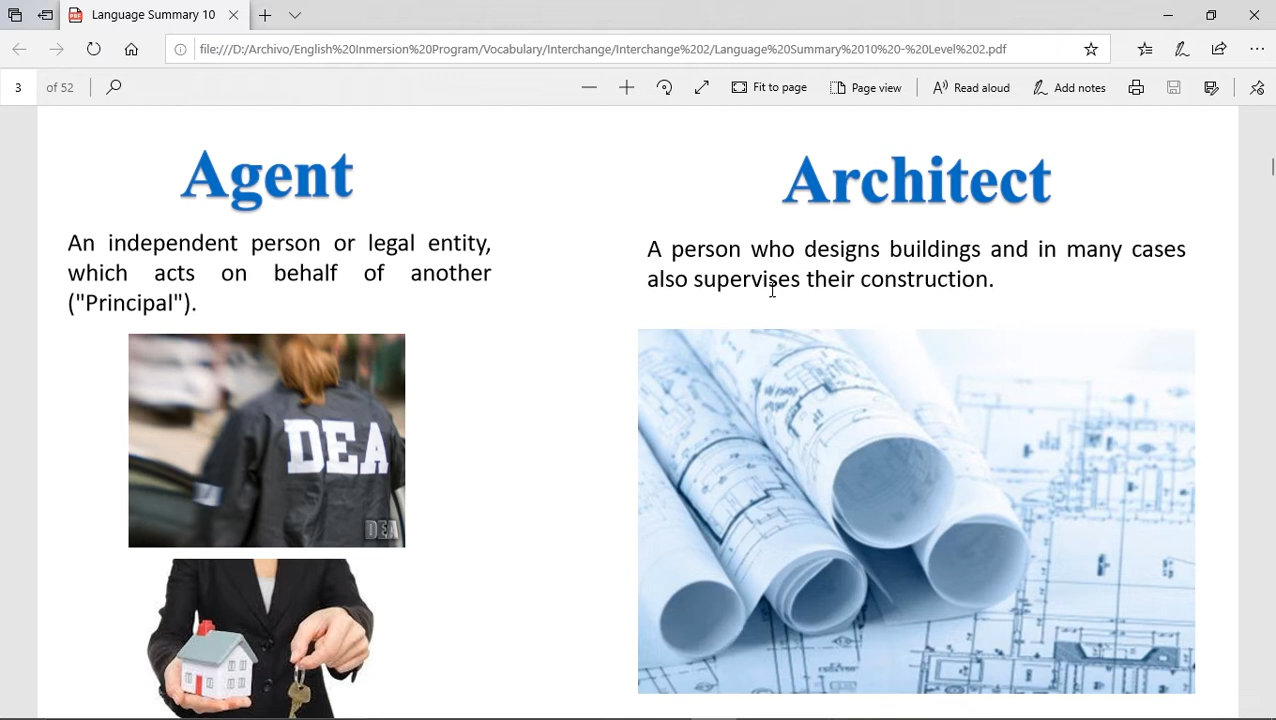 Language Summary 10
file:///D:/Archivo/English%20Inmersion%20Program/Vocabulary/Interchange/Interchange%202/Language%20Summary%2010%20-%20Level%202.pdf
3 of 52
Fit to page
Page view
Read aloud
Add notes
Agent
An independent person or legal entity,
which acts on behalf of another
("Principal").
DEA
DEA
Architect
A person who designs buildings and in many cases
also supervises their construction.